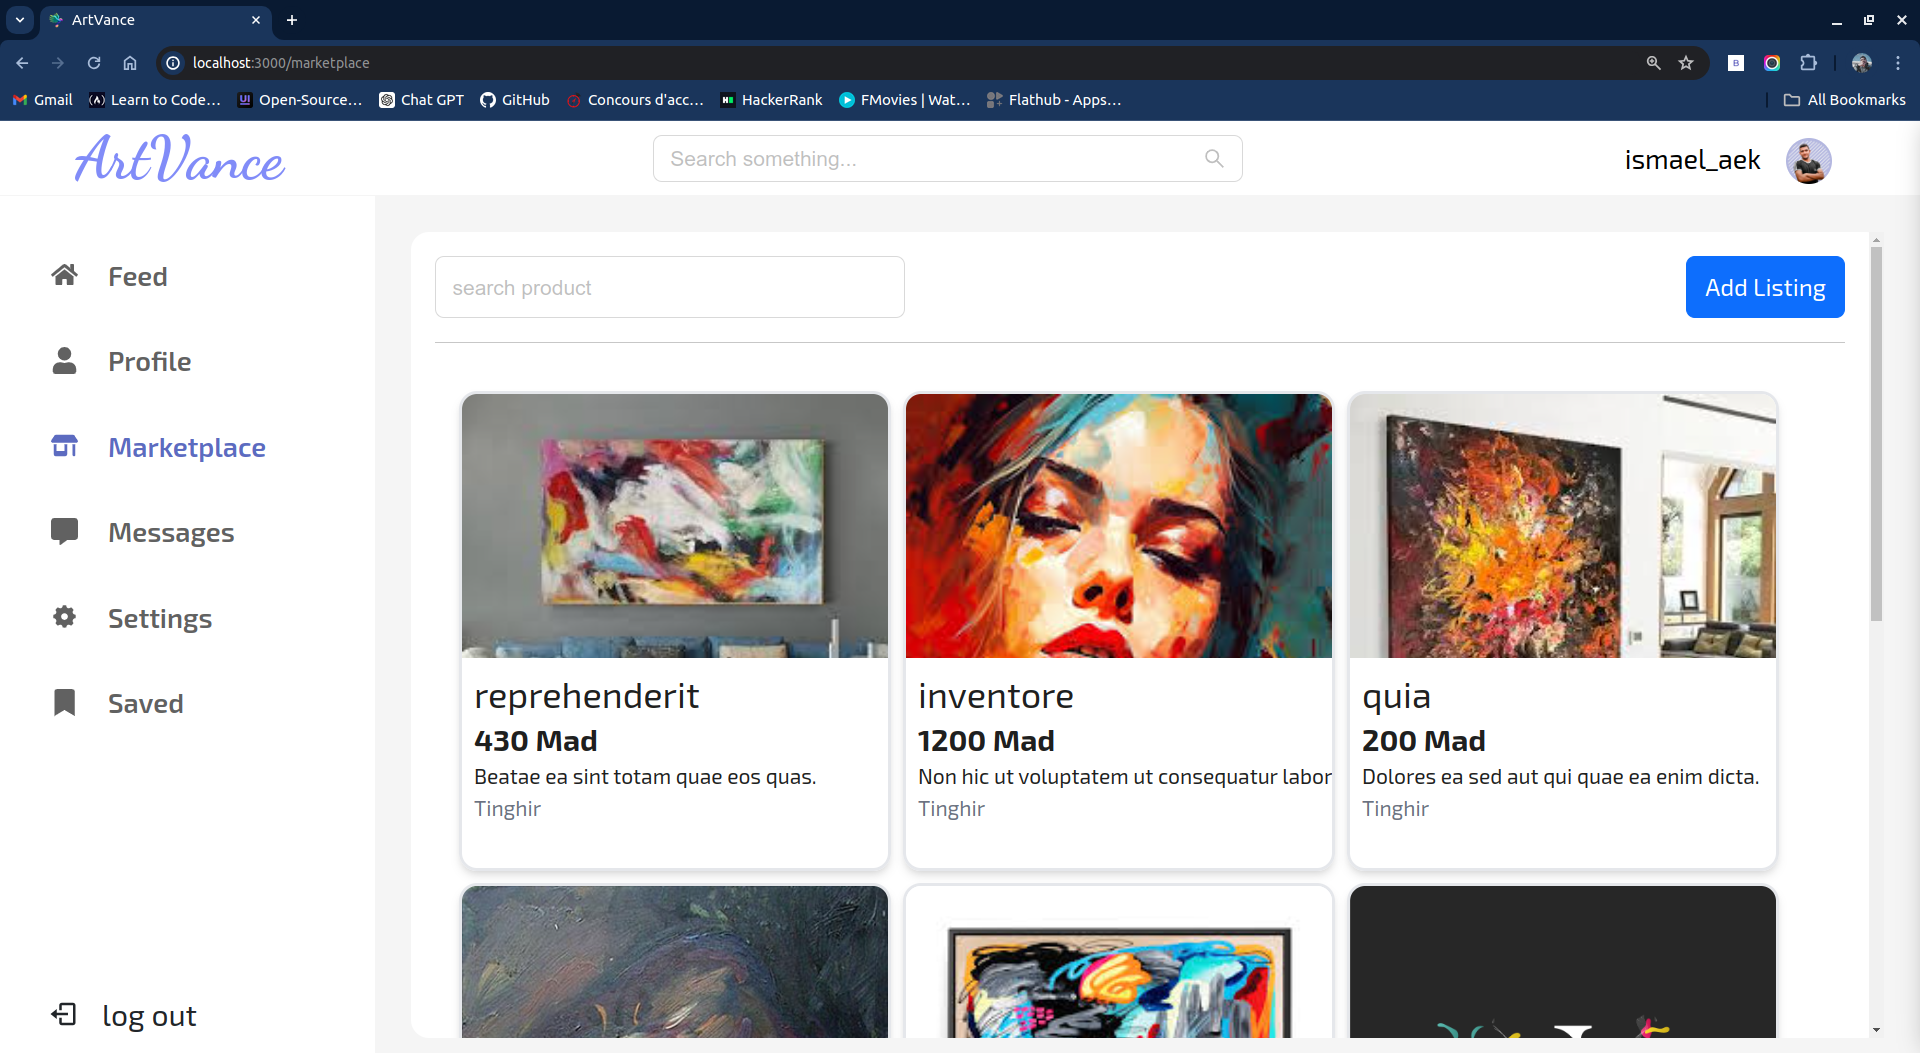 ArtVance
localhost:3000/marketplace
Gmail
Learn to Code…
Open-Source…
Chat GPT
GitHub
Concours d'acc…
HackerRank
FMovies | Wat…
Flathub - Apps…
All Bookmarks
ArtVance
Search something...
ismael_aek
Feed
Profile
Marketplace
Messages
Settings
Saved
log out
search product
Add Listing
reprehenderit
430 Mad
Beatae ea sint totam quae eos quas.
Tinghir
inventore
1200 Mad
Non hic ut voluptatem ut consequatur labor
Tinghir
quia
200 Mad
Dolores ea sed aut qui quae ea enim dicta.
Tinghir